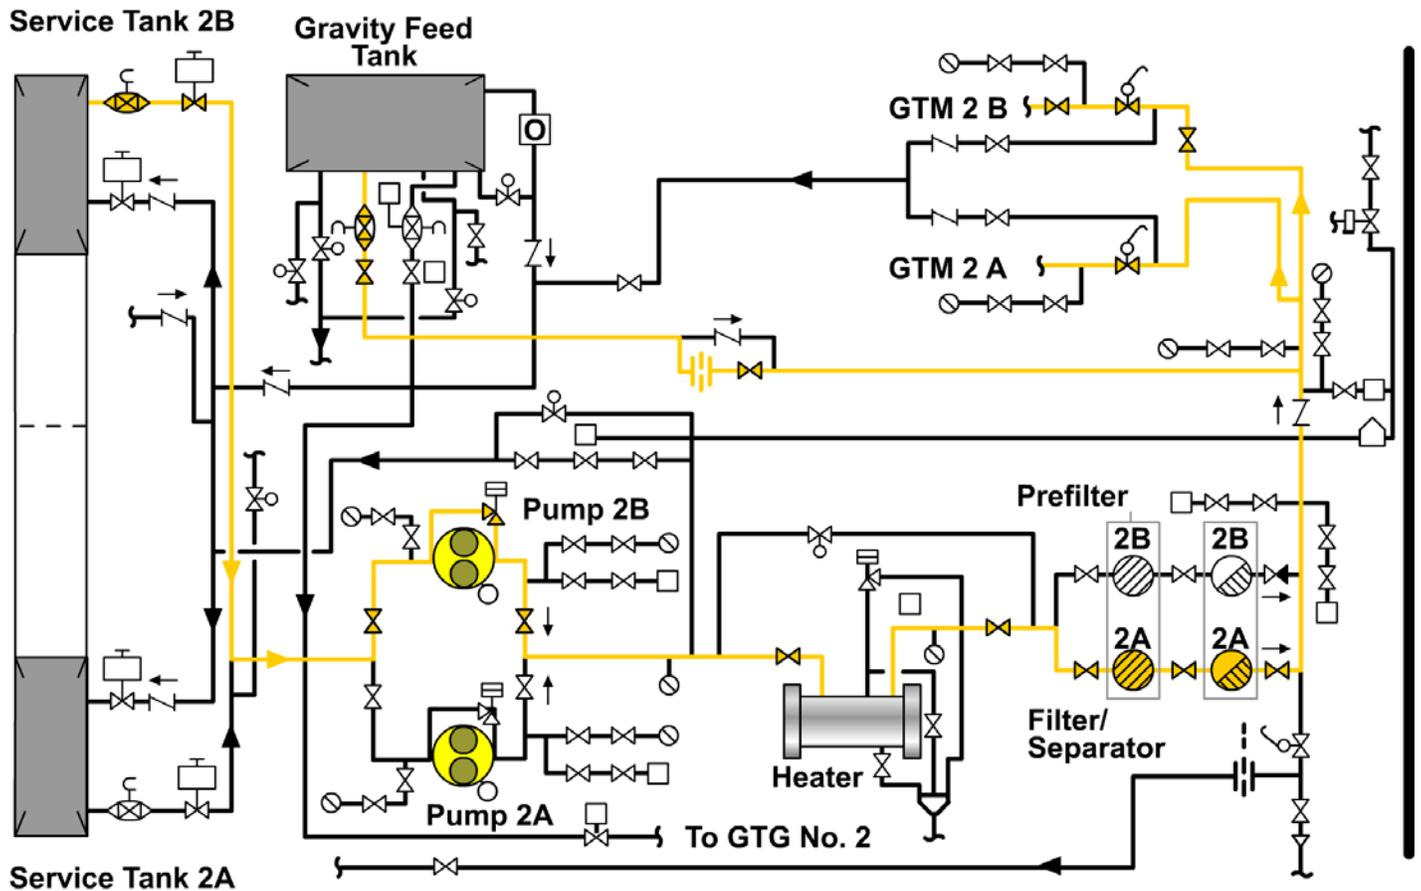 Service Tank 2B
Gravity Feed
Tank
O
GTM 2 B
GTM 2 A
Pump 2B
Prefilter
2B
2B
2A
2A
Filter/
Separator
Heater
Pump 2A
To GTG No. 2
Service Tank 2A